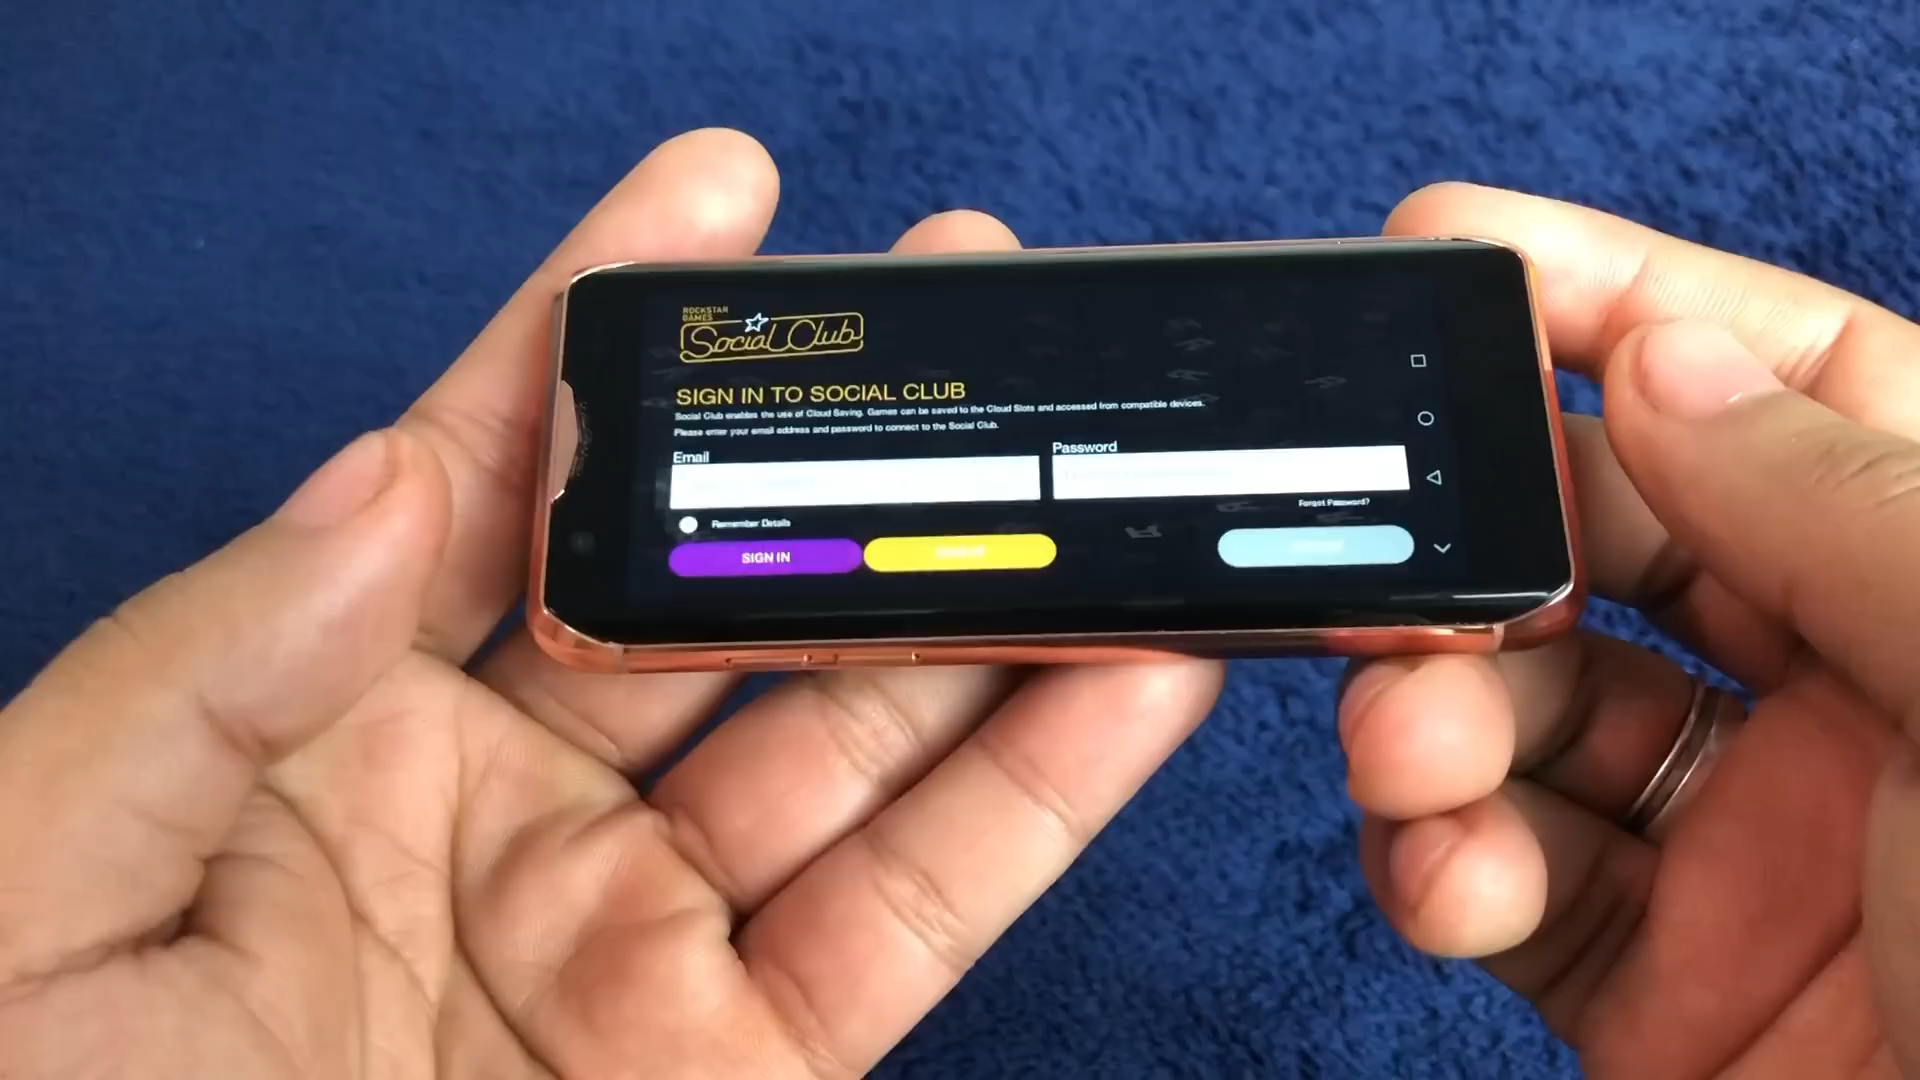 ROCKSTAR
GAMES
Social Club
SIGN IN TO SOCIAL CLUB
Social Club enables the use of Cloud Saving. Games can be saved to the Cloud Slots and accessed from compatible devices.
Please enter your email address and password to connect to the Social Club.
Email
Password
Forgot Password?
Remember Details
SIGN IN